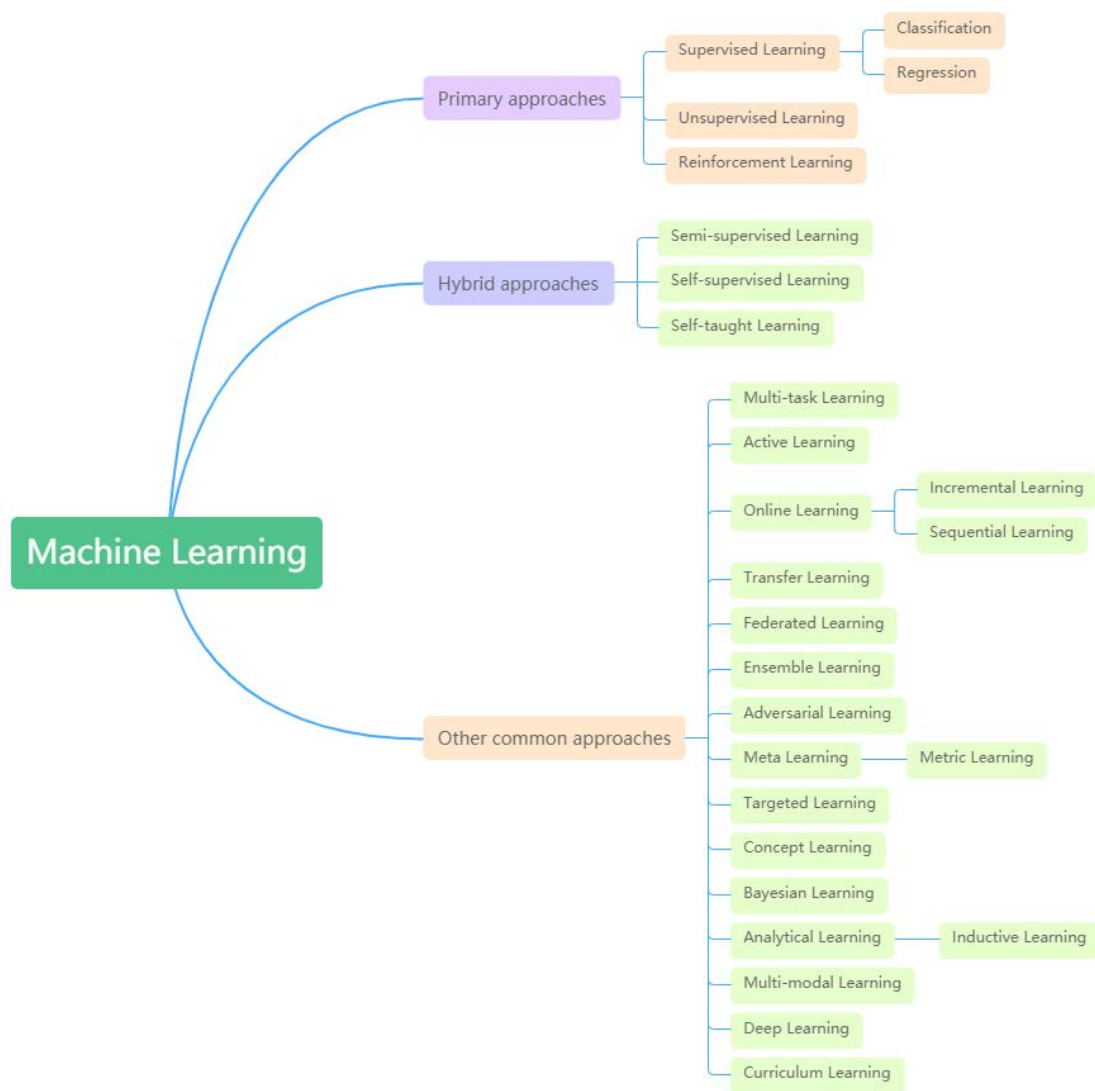 Machine Learning
Primary approaches
Supervised Learning
Classification
Regression
Unsupervised Learning
Reinforcement Learning
Hybrid approaches
Semi-supervised Learning
Self-supervised Learning
Self-taught Learning
Other common approaches
Multi-task Learning
Active Learning
Online Learning
Incremental Learning
Sequential Learning
Transfer Learning
Federated Learning
Ensemble Learning
Adversarial Learning
Meta Learning
Metric Learning
Targeted Learning
Concept Learning
Bayesian Learning
Analytical Learning
Inductive Learning
Multi-modal Learning
Deep Learning
Curriculum Learning